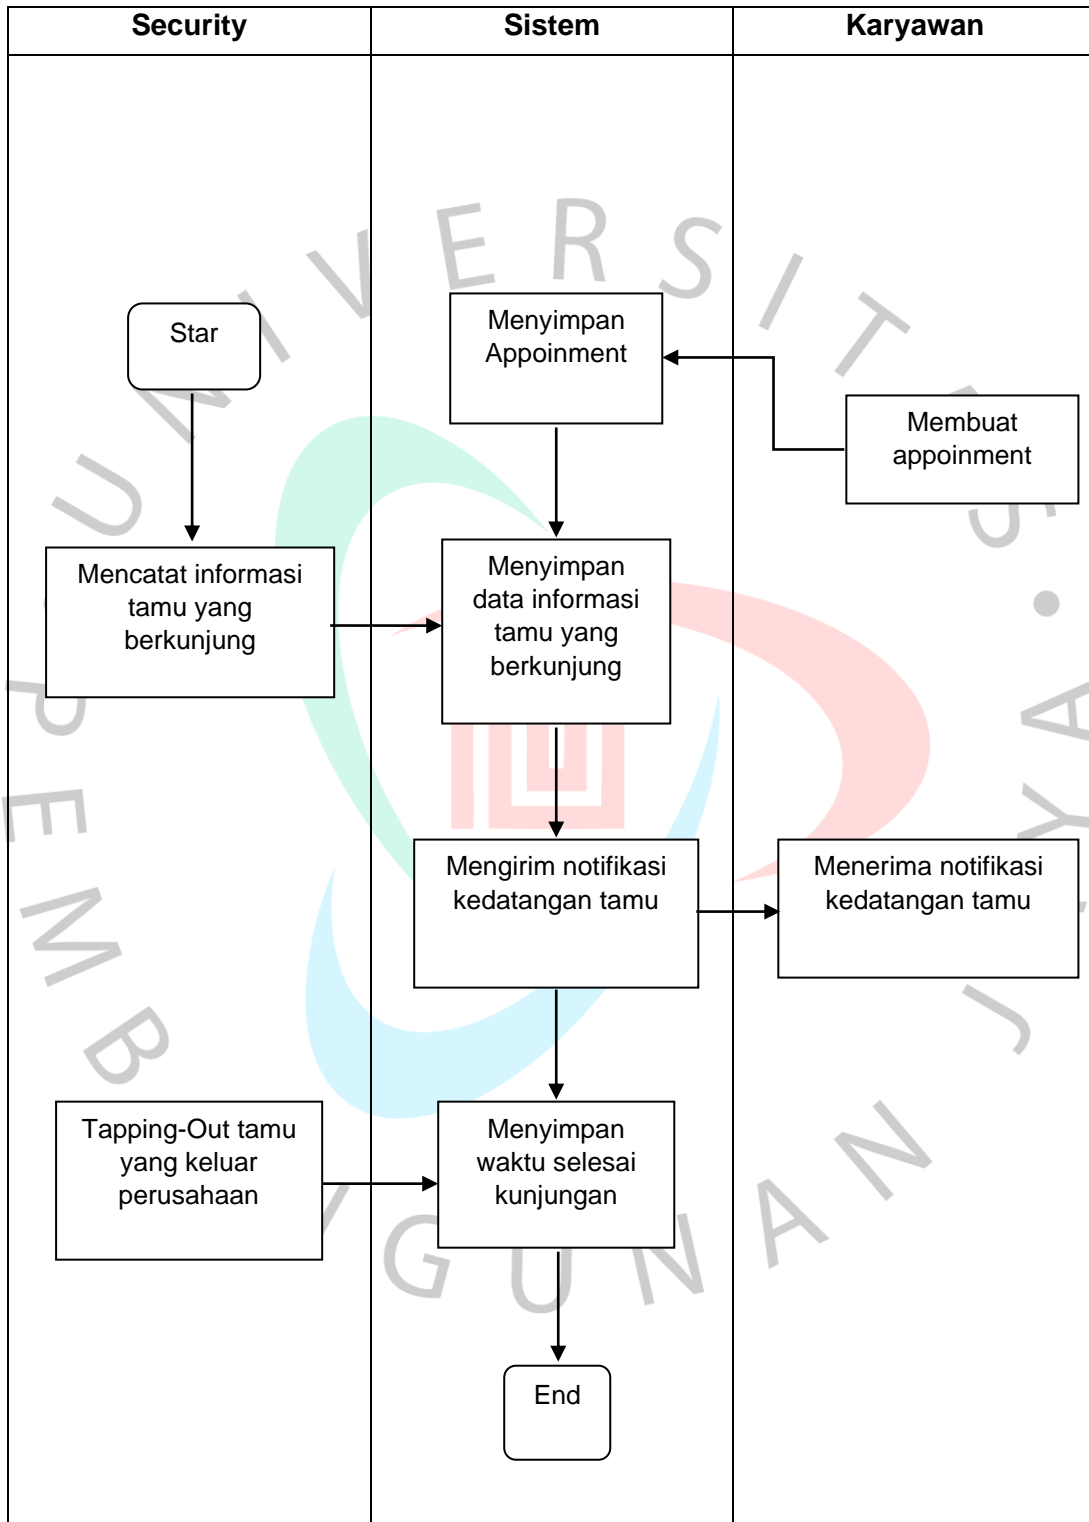 Security
Sistem
Karyawan
Star
Menyimpan
Appoinment
Membuat
appoinment
Mencatat informasi
tamu yang
berkunjung
Menyimpan
data informasi
tamu yang
berkunjung
Mengirim notifikasi
kedatangan tamu
Menerima notifikasi
kedatangan tamu
Tapping-Out tamu
yang keluar
perusahaan
Menyimpan
waktu selesai
kunjungan
End
UNIVERSITAS • PEMBANGUNAN JAYA